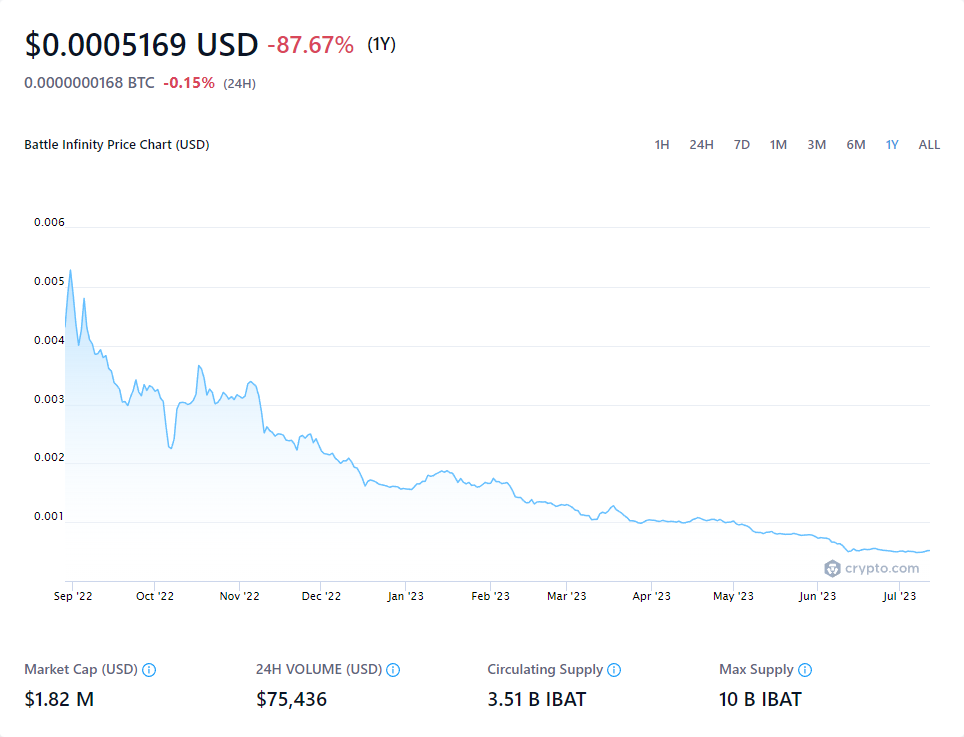 $0.0005169 USD -87.67% (1Y)
0.0000000168 BTC -0.15% (24H)
Battle Infinity Price Chart (USD) 1H 24H 7D 1M 3M 6M 1Y ALL
0.006
0.005
0.004
0.003
0.002
0.001
crypto.com
Sep '22 Oct '22 Nov '22 Dec '22 Jan '23 Feb '23 Mar '23 Apr '23 May '23 Jun '23 Jul '23
Market Cap (USD) 24H VOLUME (USD) Circulating Supply Max Supply
$1.82 M $75,436 3.51 B IBAT 10 B IBAT